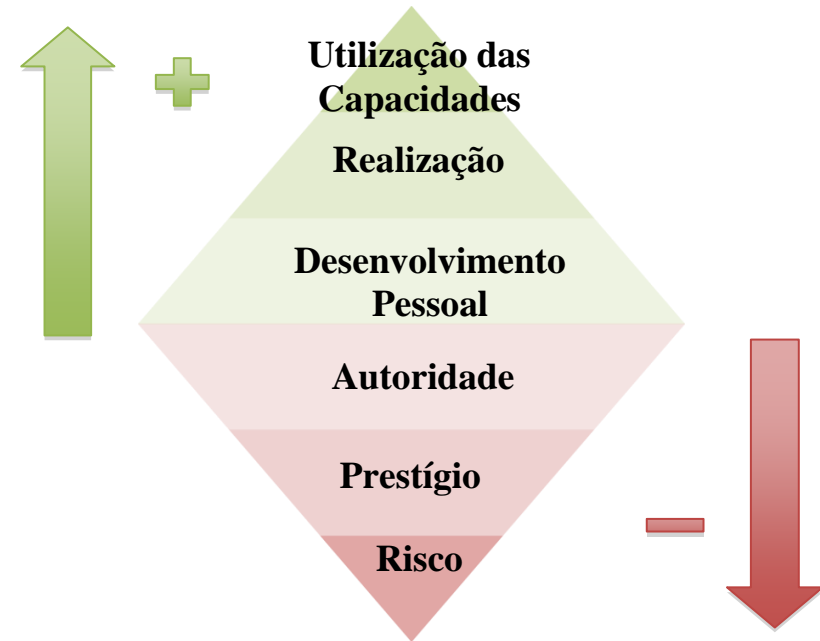 Utilização das
Capacidades
Realização
Desenvolvimento
Pessoal
Autoridade
Prestígio
Risco